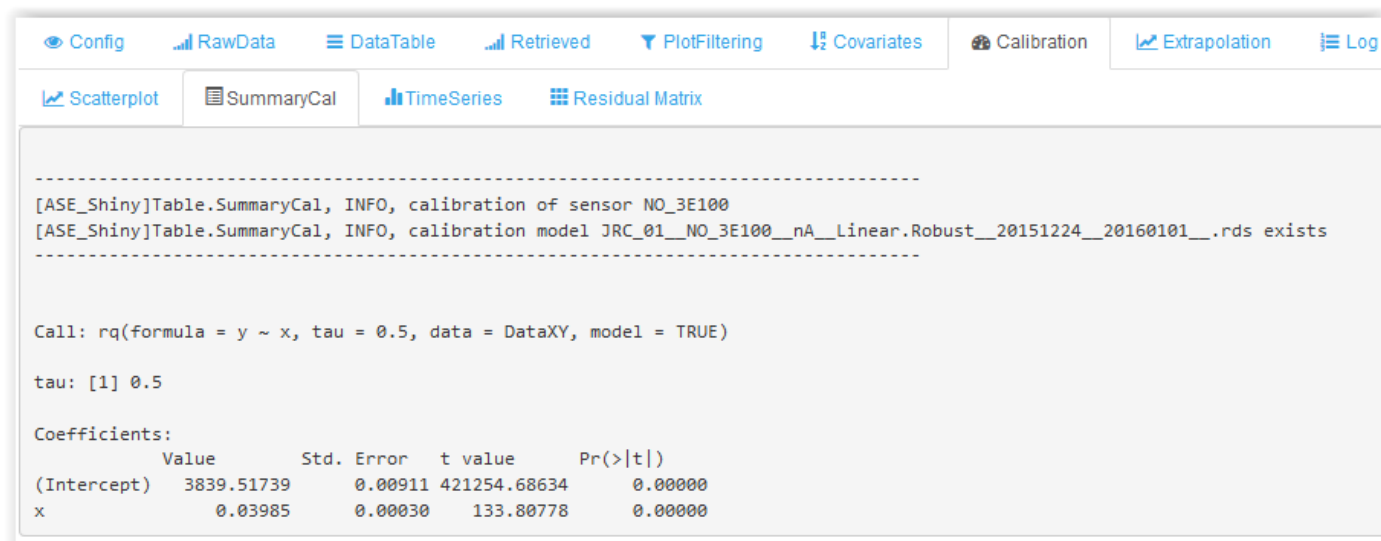 Config RawData DataTable Retrieved PlotFiltering Covariates Calibration Extrapolation Log
Scatterplot SummaryCal TimeSeries Residual Matrix
------------------------------------------------------------------------------------
[ASE_Shiny]Table.SummaryCal, INFO, calibration of sensor NO_3E100
[ASE_Shiny]Table.SummaryCal, INFO, calibration model JRC_01__NO_3E100__nA__Linear.Robust__20151224__20160101__.rds exists
------------------------------------------------------------------------------------
Call: rq(formula = y ~ x, tau = 0.5, data = DataXY, model = TRUE)
tau: [1] 0.5
Coefficients:
Value Std. Error t value Pr(>|t|)
(Intercept) 3839.51739 0.00911 421254.68634 0.00000
x 0.03985 0.00030 133.80778 0.00000